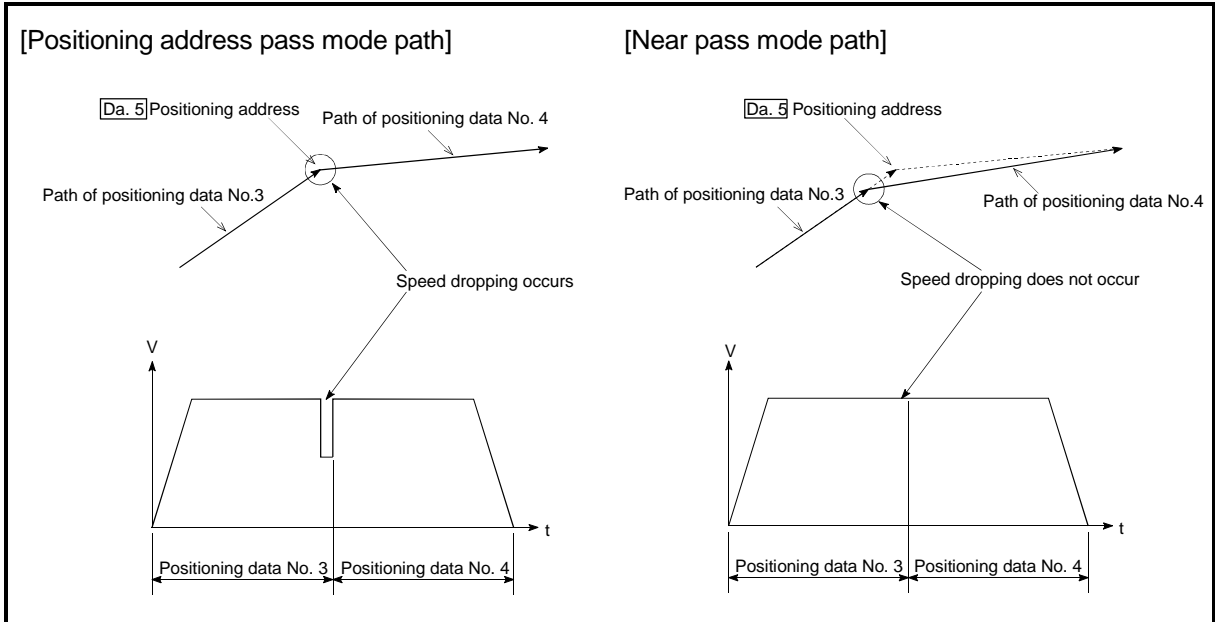 [Positioning address pass mode path]
Da. 5 Positioning address
Path of positioning data No. 4
Path of positioning data No.3
Speed dropping occurs
V
t
Positioning data No. 3
Positioning data No. 4
[Near pass mode path]
Da. 5 Positioning address
Path of positioning data No.3
Path of positioning data No.4
Speed dropping does not occur
V
t
Positioning data No. 3
Positioning data No. 4